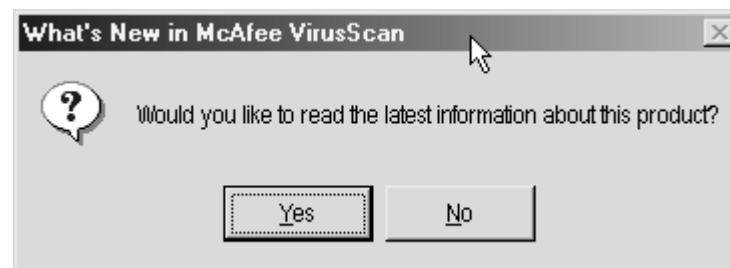 What's New in McAfee VirusScan
Would you like to read the latest information about this product?
Yes
No